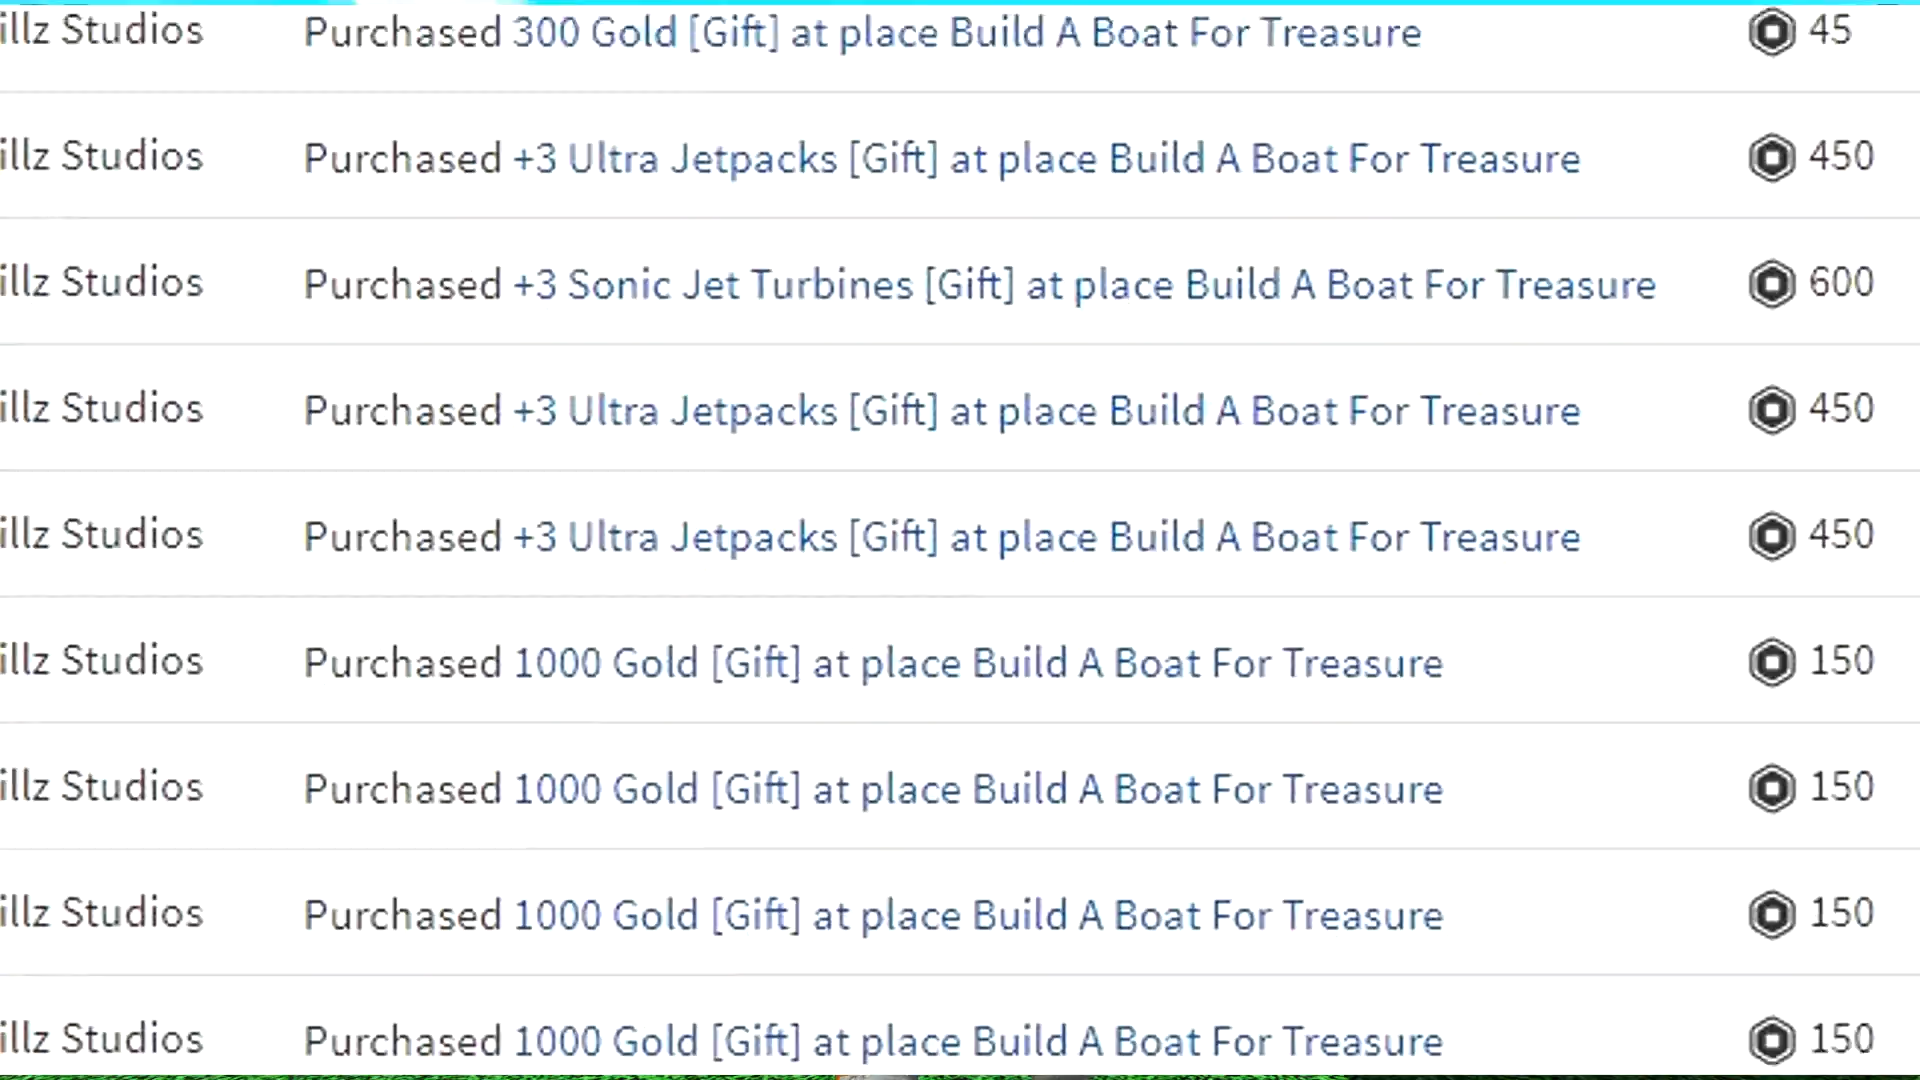 illz Studios Purchased 300 Gold [Gift] at place Build A Boat For Treasure 45
illz Studios Purchased +3 Ultra Jetpacks [Gift] at place Build A Boat For Treasure 450
illz Studios Purchased +3 Sonic Jet Turbines [Gift] at place Build A Boat For Treasure 600
illz Studios Purchased +3 Ultra Jetpacks [Gift] at place Build A Boat For Treasure 450
illz Studios Purchased +3 Ultra Jetpacks [Gift] at place Build A Boat For Treasure 450
illz Studios Purchased 1000 Gold [Gift] at place Build A Boat For Treasure 150
illz Studios Purchased 1000 Gold [Gift] at place Build A Boat For Treasure 150
illz Studios Purchased 1000 Gold [Gift] at place Build A Boat For Treasure 150
illz Studios Purchased 1000 Gold [Gift] at place Build A Boat For Treasure 150